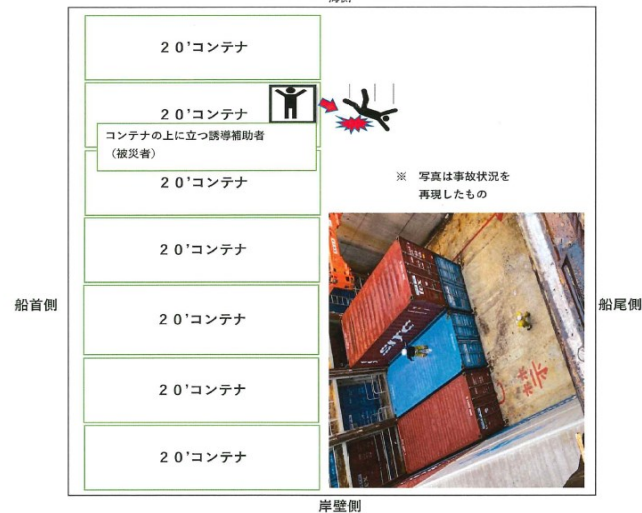 ２０'コンテナ
２０'コンテナ
コンテナの上に立つ誘導補助者
（被災者）
２０'コンテナ
※　写真は事故状況を
再現したもの
２０'コンテナ
船首側
２０'コンテナ
船尾側
SITC
２０'コンテナ
２０'コンテナ
岸壁側